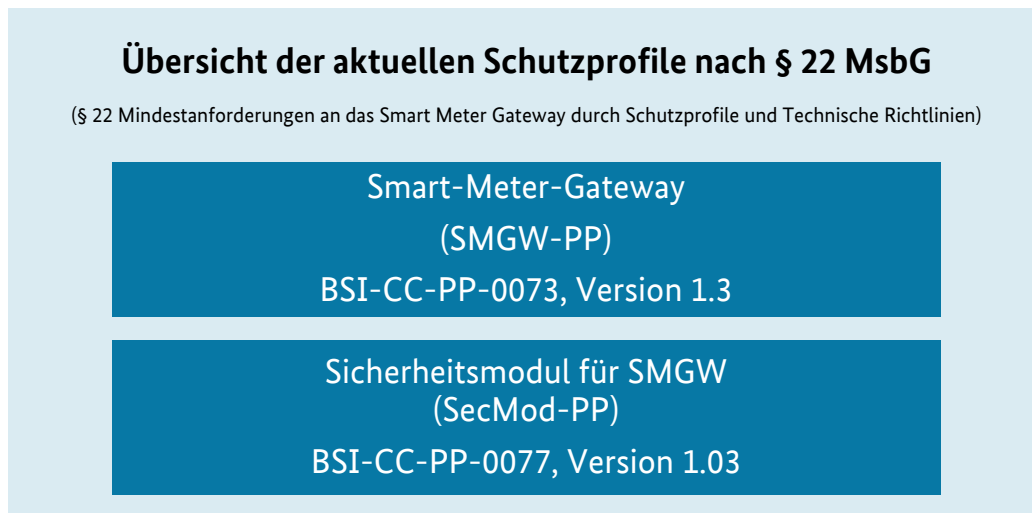 Übersicht der aktuellen Schutzprofile nach § 22 MsbG
(§ 22 Mindestanforderungen an das Smart Meter Gateway durch Schutzprofile und Technische Richtlinien)
Smart-Meter-Gateway
(SMGW-PP)
BSI-CC-PP-0073, Version 1.3
Sicherheitsmodul für SMGW
(SecMod-PP)
BSI-CC-PP-0077, Version 1.03